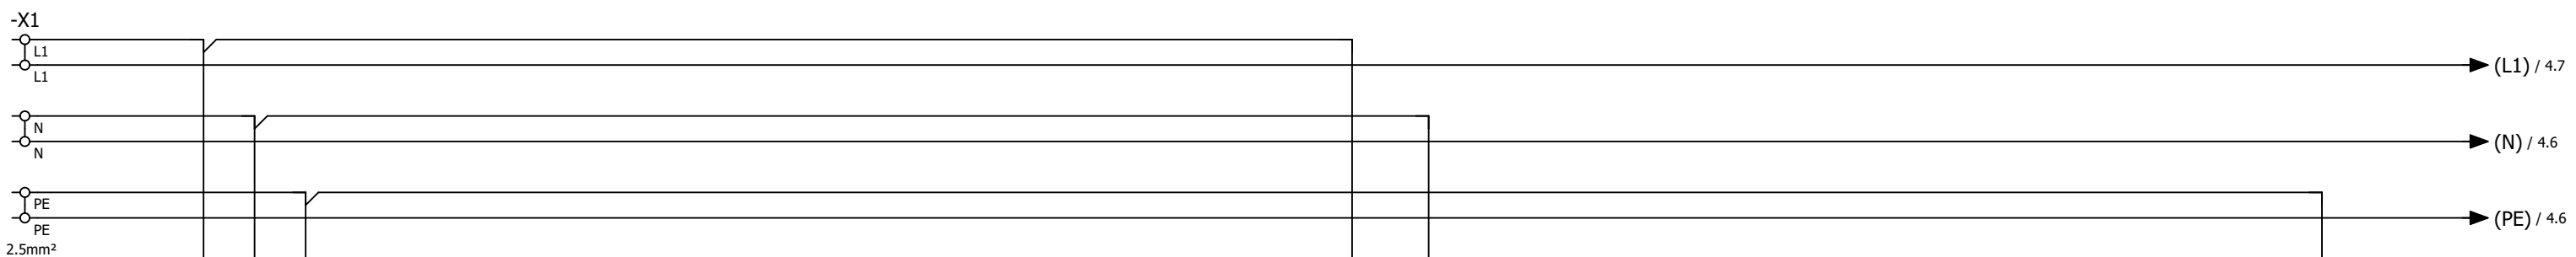 -X1
L1
L1
(L1) / 4.7
N
N
(N) / 4.6
PE
PE
(PE) / 4.6
2.5mm²